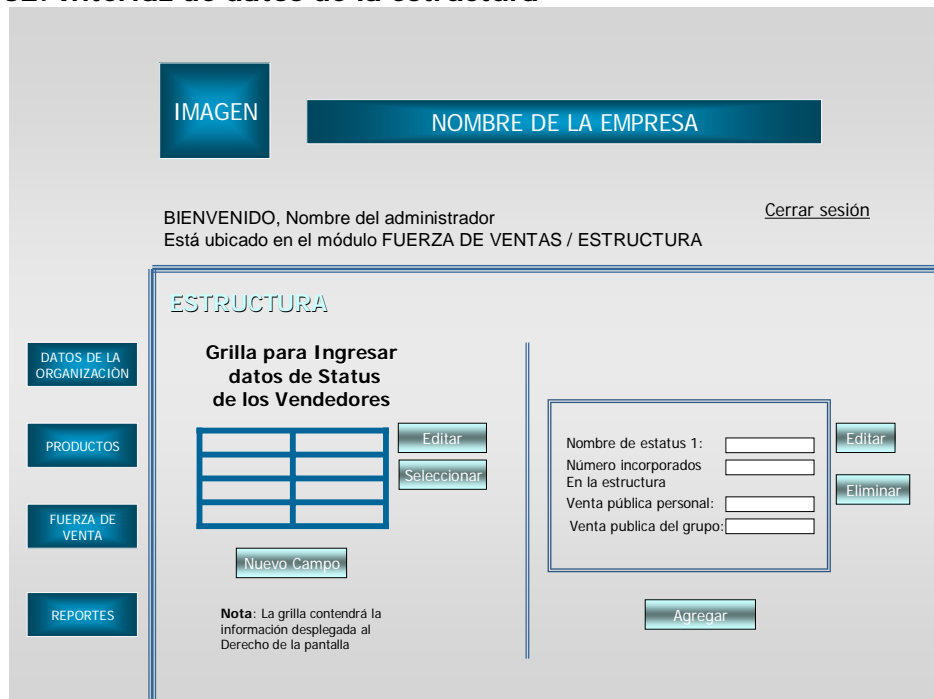 IMAGEN
NOMBRE DE LA EMPRESA
Cerrar sesión
BIENVENIDO, Nombre del administrador
Está ubicado en el módulo FUERZA DE VENTAS / ESTRUCTURA
ESTRUCTURA
DATOS DE LA
ORGANIZACIÒN
PRODUCTOS
FUERZA DE
VENTA
REPORTES
Grilla para Ingresar
datos de Status
de los Vendedores
Editar
Seleccionar
Nuevo Campo
Nota: La grilla contendrá la
información desplegada al
Derecho de la pantalla
Nombre de estatus 1:
Número incorporados
En la estructura
Venta pública personal:
Venta publica del grupo:
Editar
Eliminar
Agregar